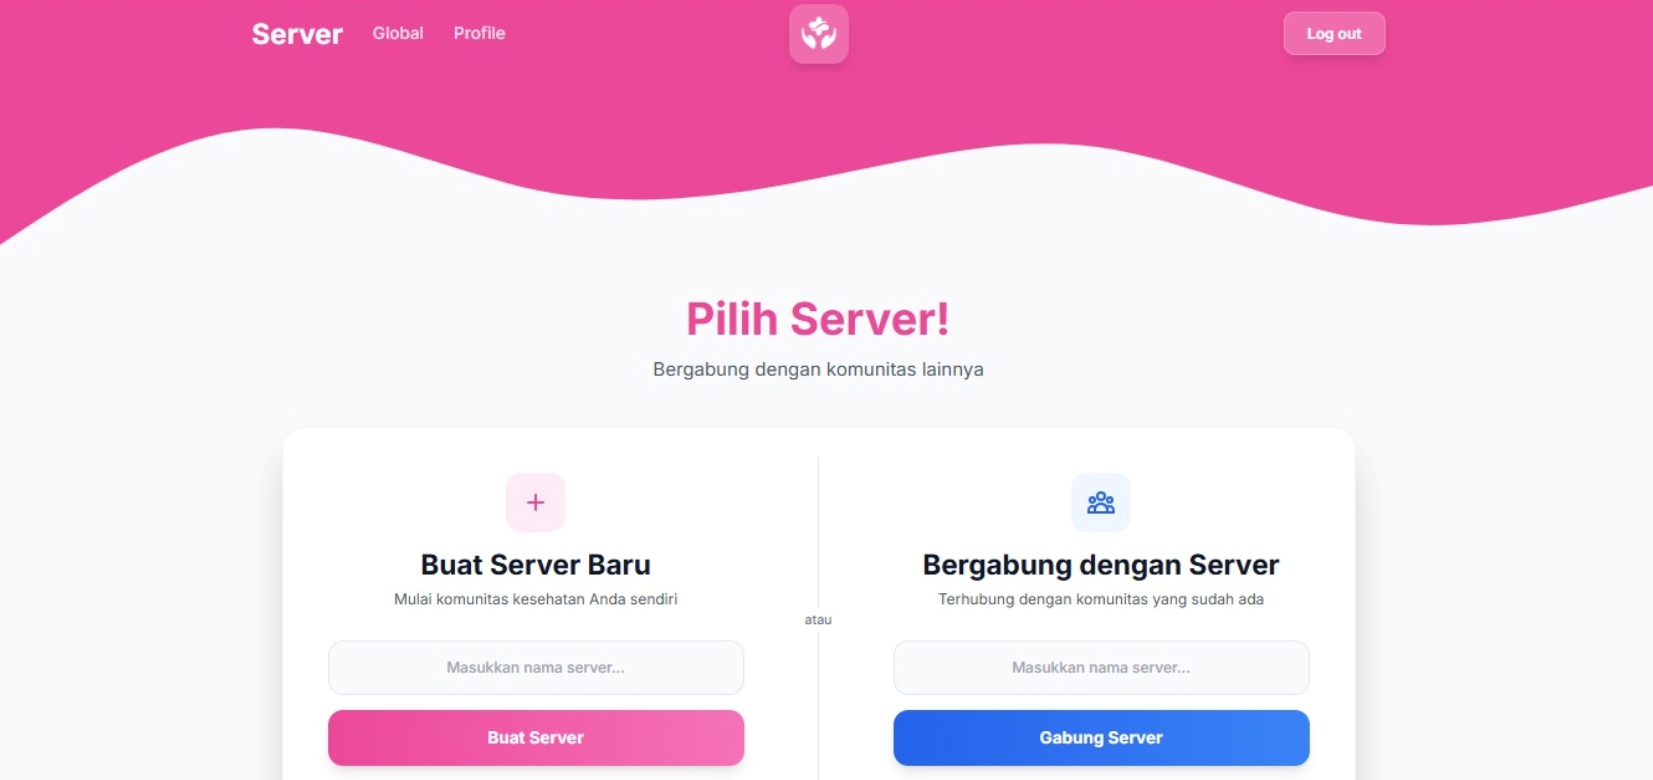 Server Global Profile Log out
Pilih Server!
Bergabung dengan komunitas lainnya
Buat Server Baru
Mulai komunitas kesehatan Anda sendiri
Masukkan nama server...
Buat Server
atau
Bergabung dengan Server
Terhubung dengan komunitas yang sudah ada
Masukkan nama server...
Gabung Server